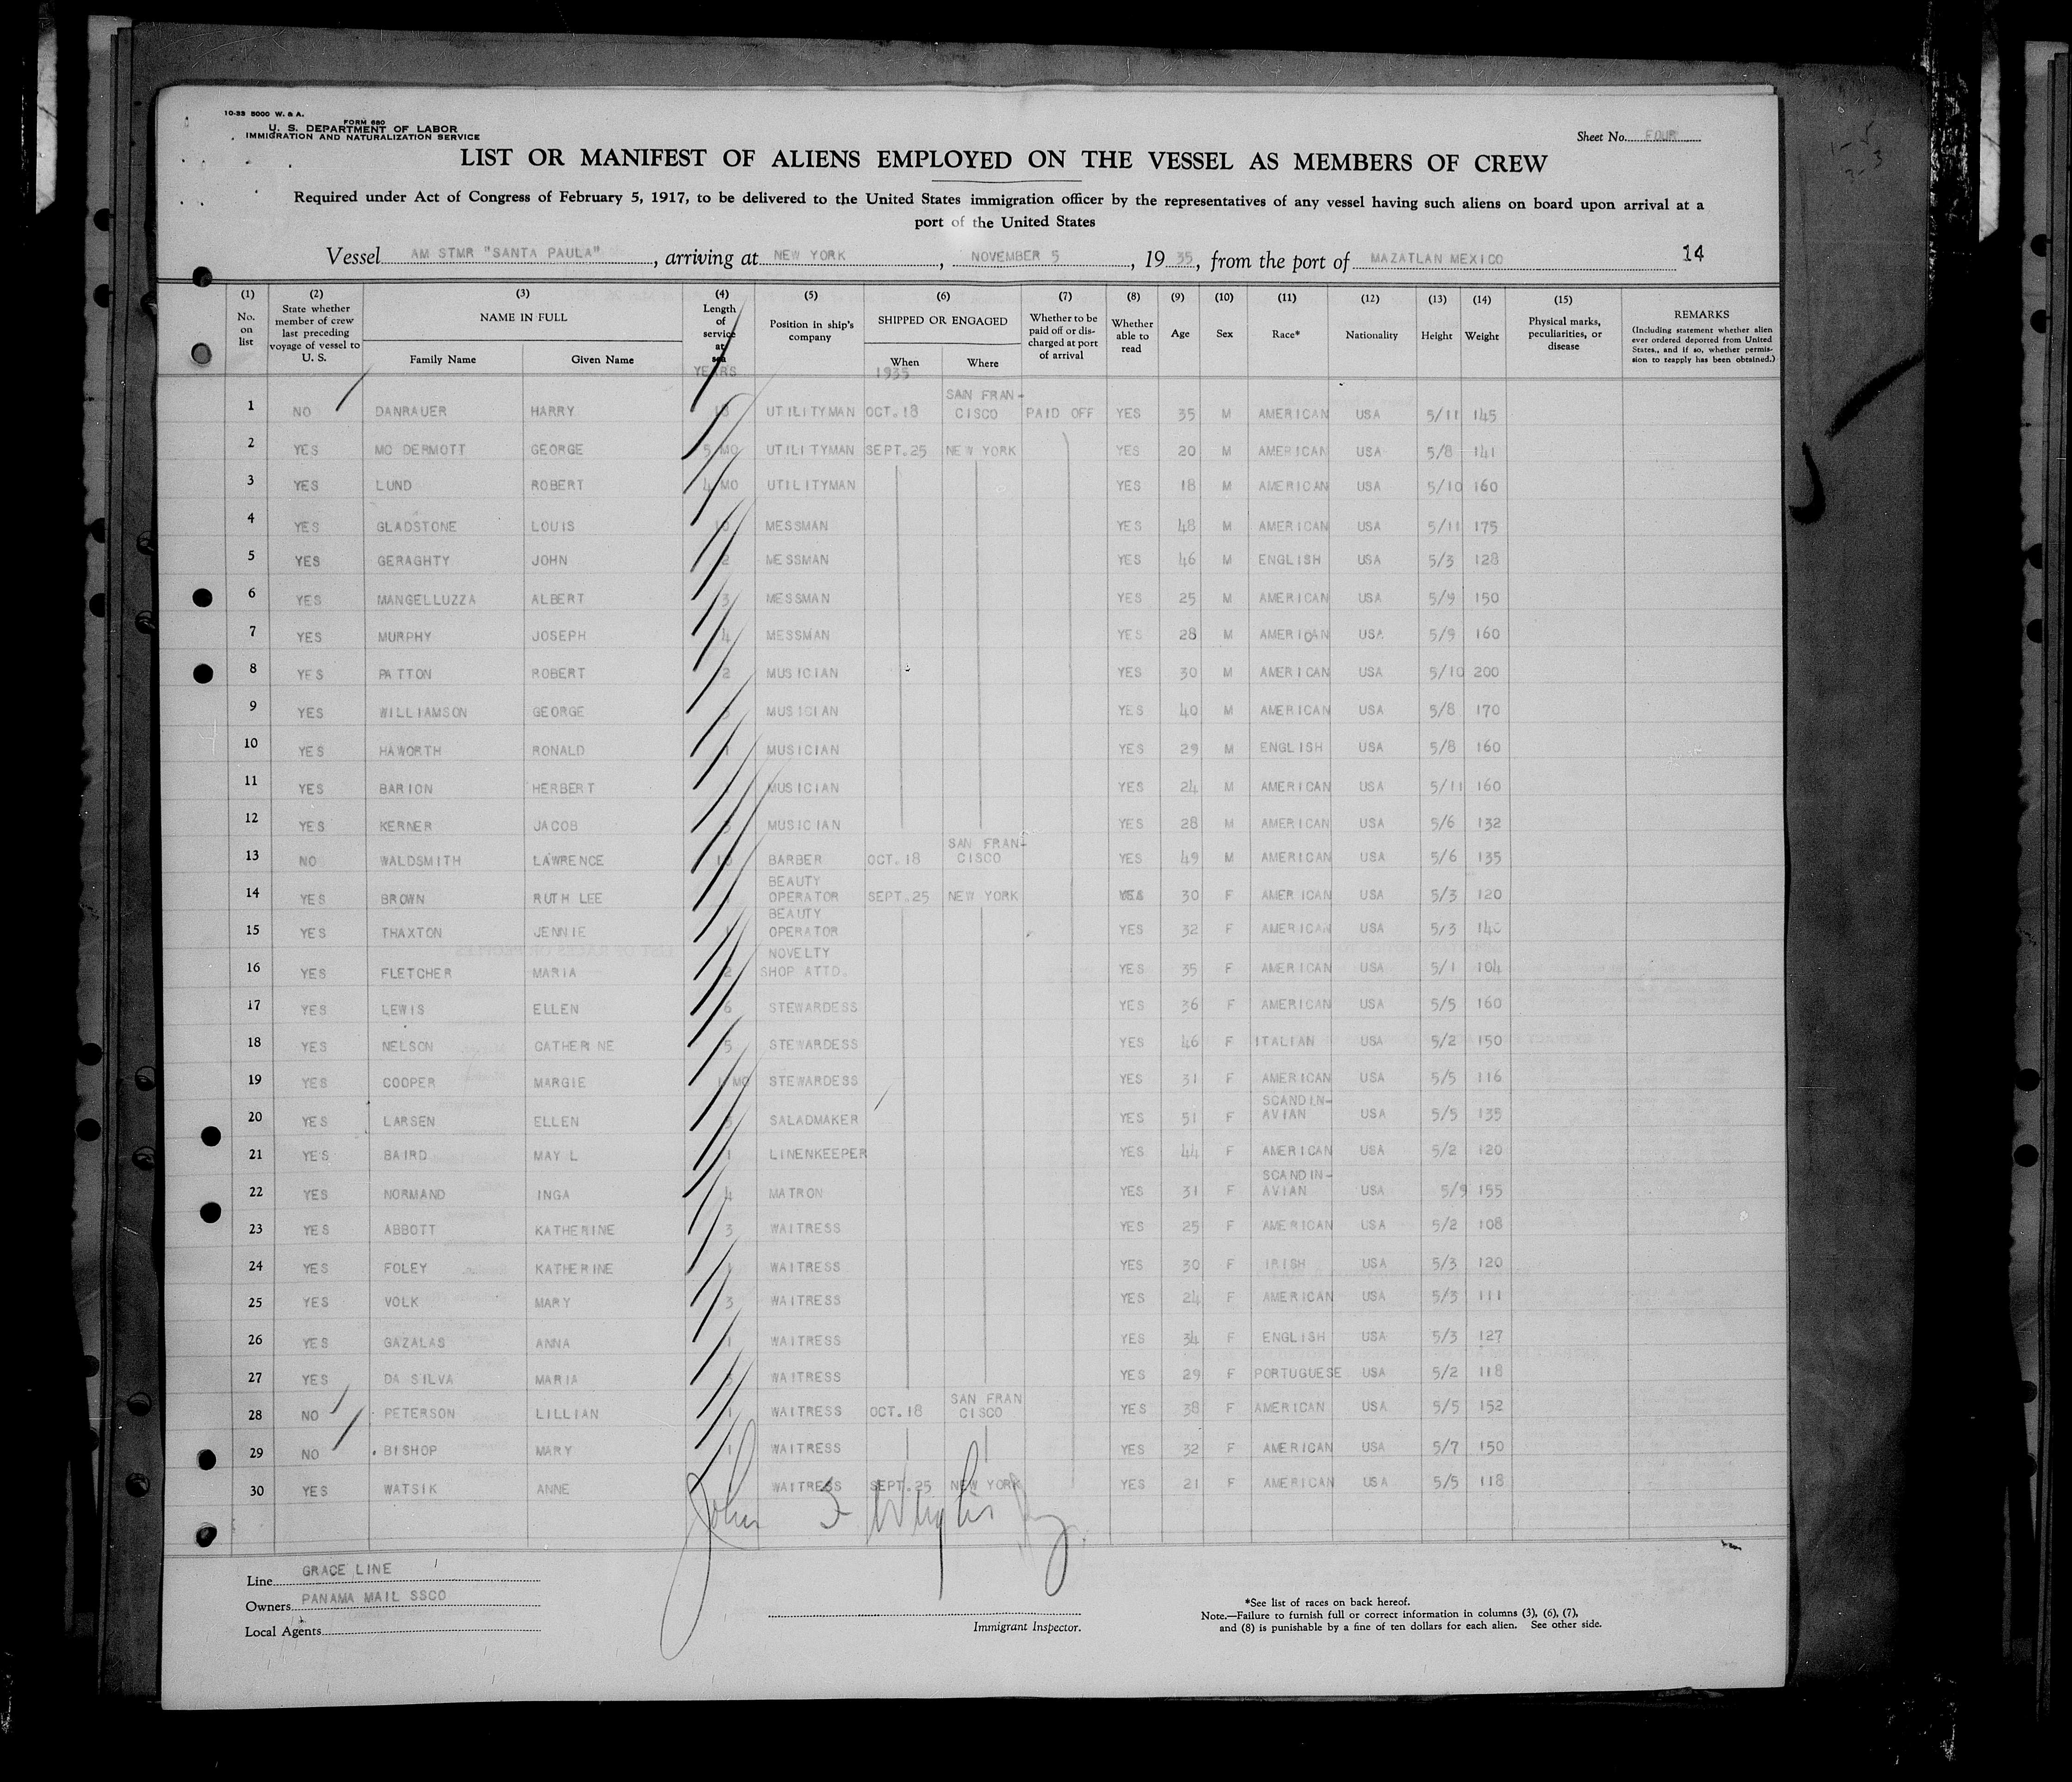 10-33 5000 W. & A.
FORM 680
U. S. DEPARTMENT OF LABOR
IMMIGRATION AND NATURALIZATION SERVICE
Sheet No. FOUR
LIST OR MANIFEST OF ALIENS EMPLOYED ON THE VESSEL AS MEMBERS OF CREW
Required under Act of Congress of February 5, 1917, to be delivered to the United States immigration officer by the representatives of any vessel having such aliens on board upon arrival at a
port of the United States
Vessel AM STMR "SANTA PAULA", arriving at NEW YORK, NOVEMBER 5, 1935, from the port of MAZATLAN MEXICO 14
(1) (2) (3) (4) (5) (6) (7) (8) (9) (10) (11) (12) (13) (14) (15)
No. on list
State whether member of crew last preceding voyage of vessel to U. S.
NAME IN FULL
Family Name
Given Name
Length of service at sea
YEARS
Position in ship's company
SHIPPED OR ENGAGED
When
1935
Where
Whether to be paid off or discharged at port of arrival
Whether able to read
Age
Sex
Race*
Nationality
Height
Weight
Physical marks, peculiarities, or disease
REMARKS
(Including statement whether alien ever ordered deported from United States, and if so, whether permission to reapply has been obtained.)
1 NO DANRAUER HARRY UTILITYMAN OCT.18 SAN FRAN-CISCO PAID OFF YES 35 M AMERICAN USA 5/11 145
2 YES MC DERMOTT GEORGE 5 MO UTILITYMAN SEPT.25 NEW YORK YES 20 M AMERICAN USA 5/8 141
3 YES LUND ROBERT 4 MO UTILITYMAN YES 18 M AMERICAN USA 5/10 160
4 YES GLADSTONE LOUIS 10 MESSMAN YES 48 M AMERICAN USA 5/11 175
5 YES GERAGHTY JOHN 2 MESSMAN YES 46 M ENGLISH USA 5/3 128
6 YES MANGELLUZZA ALBERT 3 MESSMAN YES 25 M AMERICAN USA 5/9 150
7 YES MURPHY JOSEPH 4 MESSMAN YES 28 M AMERICAN USA 5/9 160
8 YES PATTON ROBERT 2 MUSICIAN YES 30 M AMERICAN USA 5/10 200
9 YES WILLIAMSON GEORGE MUSICIAN YES 40 M AMERICAN USA 5/8 170
10 YES HAWORTH RONALD 1 MUSICIAN YES 29 M ENGLISH USA 5/8 160
11 YES BARION HERBERT MUSICIAN YES 24 M AMERICAN USA 5/11 160
12 YES KERNER JACOB MUSICIAN YES 28 M AMERICAN USA 5/6 132
13 NO WALDSMITH LAWRENCE 10 BARBER OCT.18 SAN FRAN-CISCO YES 49 M AMERICAN USA 5/6 135
14 YES BROWN RUTH LEE BEAUTY OPERATOR SEPT.25 NEW YORK YES 30 F AMERICAN USA 5/3 120
15 YES THAXTON JENNIE BEAUTY OPERATOR YES 32 F AMERICAN USA 5/3 140
16 YES FLETCHER MARIA 2 NOVELTY SHOP ATTD. YES 35 F AMERICAN USA 5/1 104
17 YES LEWIS ELLEN 6 STEWARDESS YES 36 F AMERICAN USA 5/5 160
18 YES NELSON CATHERINE 5 STEWARDESS YES 46 F ITALIAN USA 5/2 150
19 YES COOPER MARGIE MO STEWARDESS YES 31 F AMERICAN USA 5/5 116
20 YES LARSEN ELLEN SALADMAKER YES 51 F SCANDIN-AVIAN USA 5/5 135
21 YES BAIRD MAY L 1 LINENKEEPER YES 44 F AMERICAN USA 5/2 120
22 YES NORMAND INGA 4 MATRON YES 31 F SCANDIN-AVIAN USA 5/9 155
23 YES ABBOTT KATHERINE 3 WAITRESS YES 25 F AMERICAN USA 5/2 108
24 YES FOLEY KATHERINE 1 WAITRESS YES 30 F IRISH USA 5/3 120
25 YES VOLK MARY 3 WAITRESS YES 24 F AMERICAN USA 5/3 111
26 YES GAZALAS ANNA 1 WAITRESS YES 34 F ENGLISH USA 5/3 127
27 YES DA SILVA MARIA WAITRESS YES 29 F PORTUGUESE USA 5/2 118
28 NO PETERSON LILLIAN 1 WAITRESS OCT.18 SAN FRAN CISCO YES 38 F AMERICAN USA 5/5 152
29 NO BISHOP MARY 1 WAITRESS YES 32 F AMERICAN USA 5/7 150
30 YES WATSIK ANNE WAITRESS SEPT.25 NEW YORK YES 21 F AMERICAN USA 5/5 118
John
Line GRACE LINE
Owners PANAMA MAIL SSCO
Local Agents
Immigrant Inspector.
*See list of races on back hereof.
Note.—Failure to furnish full or correct information in columns (3), (6), (7),
and (8) is punishable by a fine of ten dollars for each alien. See other side.